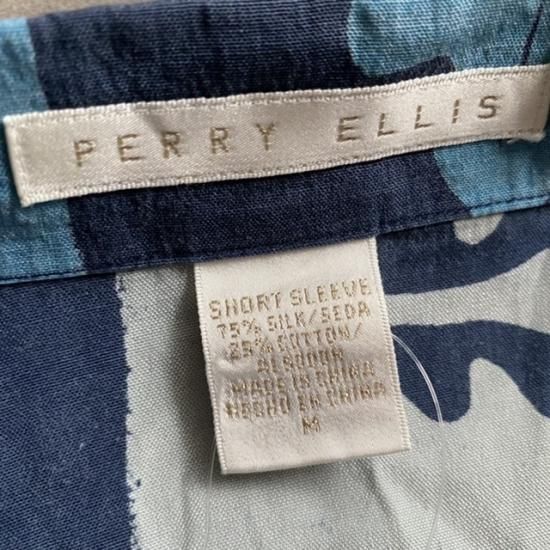 PERRY ELLIS
SHORT SLEEVE
75% SILK/SEDA
25% COTTON/
ALGODON
MADE IN CHINA
HECHO EN CHINA
M